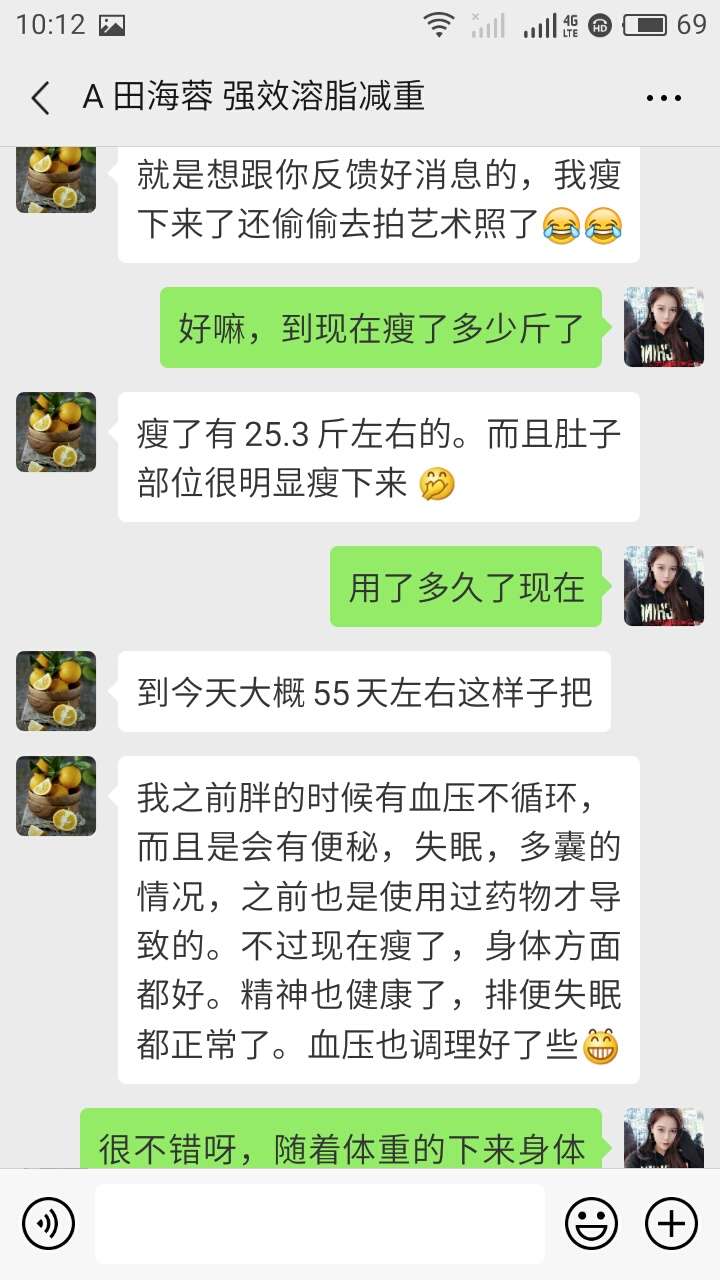 10:12
4G
LTE
HD
69
A 田海蓉 强效溶脂减重
就是想跟你反馈好消息的，我瘦
下来了还偷偷去拍艺术照了😂😂
好嘛，到现在瘦了多少斤了
瘦了有 25.3 斤左右的。而且肚子
部位很明显瘦下来 🤭
用了多久了现在
到今天大概 55 天左右这样子把
我之前胖的时候有血压不循环，
而且是会有便秘，失眠，多囊的
情况，之前也是使用过药物才导
致的。不过现在瘦了，身体方面
都好。精神也健康了，排便失眠
都正常了。血压也调理好了些😁
很不错呀，随着体重的下来身体